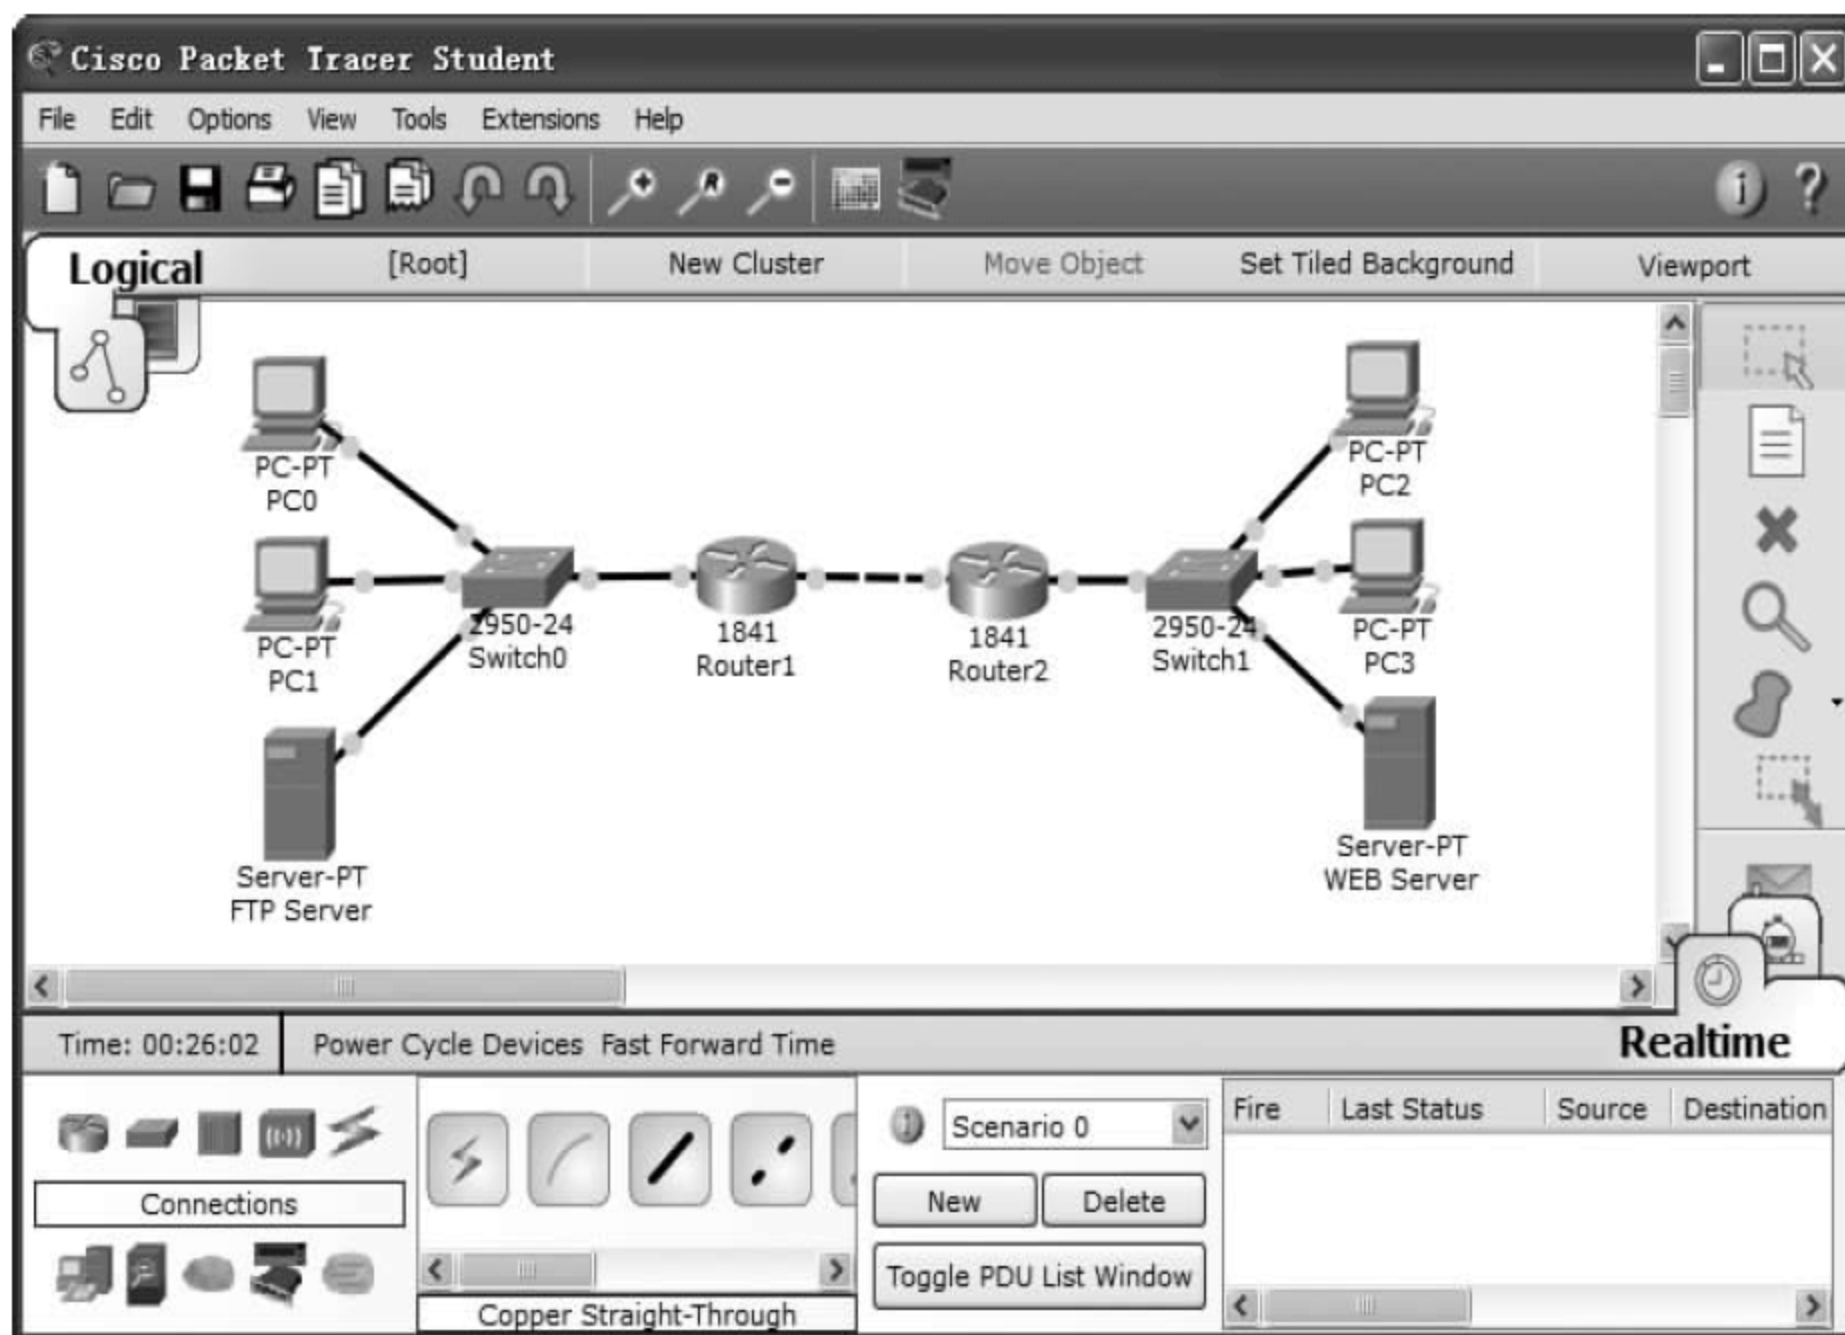 Cisco Packet Tracer Student
File Edit Options View Tools Extensions Help
Logical [Root] New Cluster Move Object Set Tiled Background Viewport
PC-PT
PC0
PC-PT
PC1
Server-PT
FTP Server
2950-24
Switch0
1841
Router1
1841
Router2
2950-24
Switch1
PC-PT
PC2
PC-PT
PC3
Server-PT
WEB Server
Time: 00:26:02 Power Cycle Devices Fast Forward Time Realtime
Connections
Copper Straight-Through
Scenario 0
New Delete
Toggle PDU List Window
Fire Last Status Source Destination